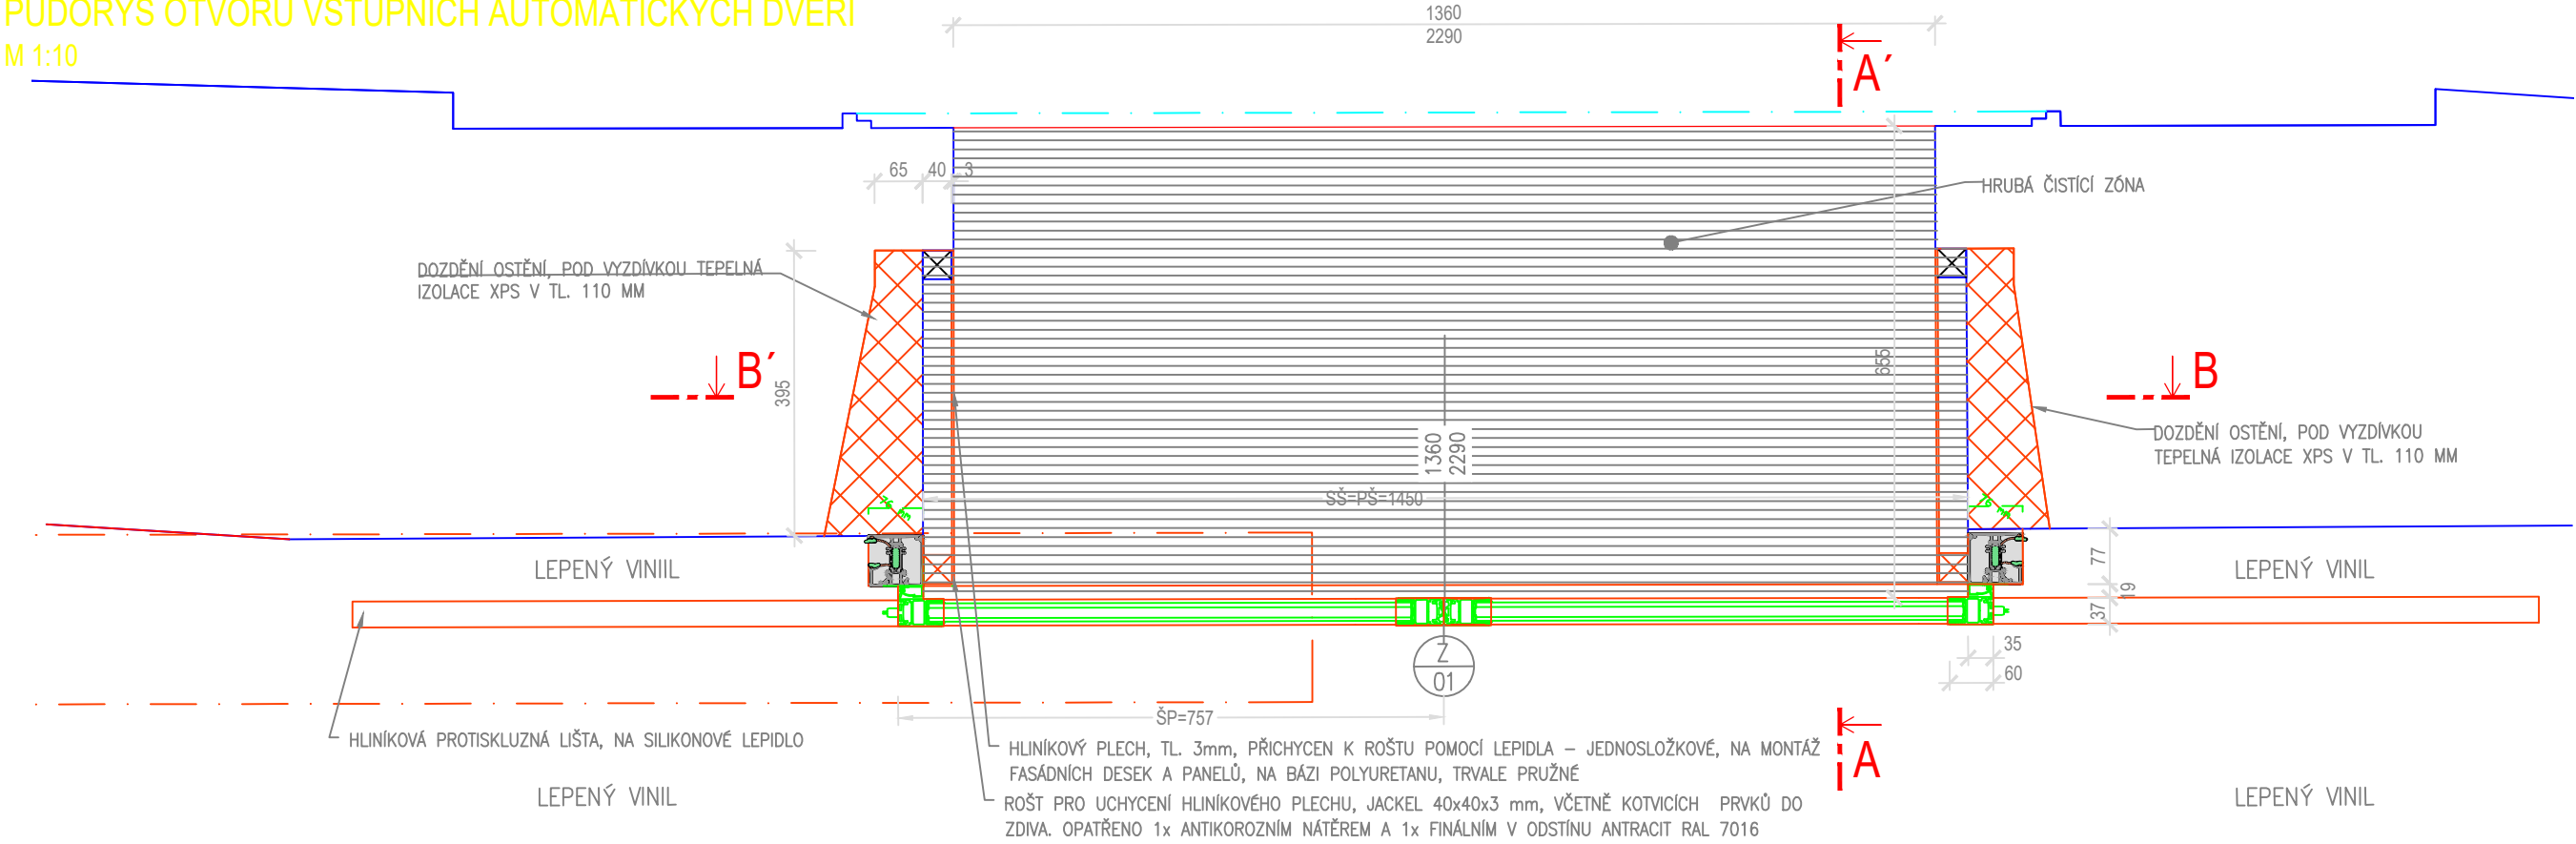 PŮDORYS OTVORU VSTUPNÍCH AUTOMATICKÝCH DVEŘÍ
M 1:10
1360
2290
A´
65 40 3
HRUBÁ ČISTÍCÍ ZÓNA
DOZDĚNÍ OSTĚNÍ, POD VYZDÍVKOU TEPELNÁ
IZOLACE XPS V TL. 110 MM
655
B´
B
395
DOZDĚNÍ OSTĚNÍ, POD VYZDÍVKOU
TEPELNÁ IZOLACE XPS V TL. 110 MM
1360
2290
SŠ=PŠ=1450
LEPENÝ VINIIL
77
LEPENÝ VINIL
19
37
35
60
Z
01
ŠP=757
HLINÍKOVÁ PROTISKLUZNÁ LIŠTA, NA SILIKONOVÉ LEPIDLO
HLINÍKOVÝ PLECH, TL. 3mm, PŘICHYCEN K ROŠTU POMOCÍ LEPIDLA – JEDNOSLOŽKOVÉ, NA MONTÁŽ
FASÁDNÍCH DESEK A PANELŮ, NA BÁZI POLYURETANU, TRVALE PRUŽNÉ
A
LEPENÝ VINIL
ROŠT PRO UCHYCENÍ HLINÍKOVÉHO PLECHU, JACKEL 40x40x3 mm, VČETNĚ KOTVICÍCH PRVKŮ DO
ZDIVA. OPATŘENO 1x ANTIKOROZNÍM NÁTĚREM A 1x FINÁLNÍM V ODSTÍNU ANTRACIT RAL 7016
LEPENÝ VINIL